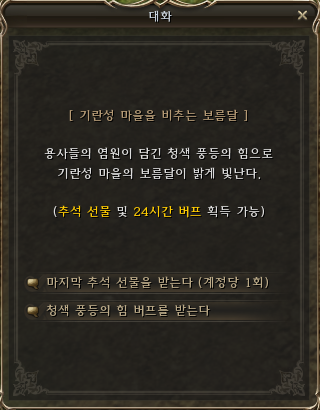 대화
[ 기란성 마을을 비추는 보름달 ]
용사들의 염원이 담긴 청색 풍등의 힘으로
기란성 마을의 보름달이 밝게 빛난다.
(추석 선물 및 24시간 버프 획득 가능)
마지막 추석 선물을 받는다 (계정당 1회)
청색 풍등의 힘 버프를 받는다